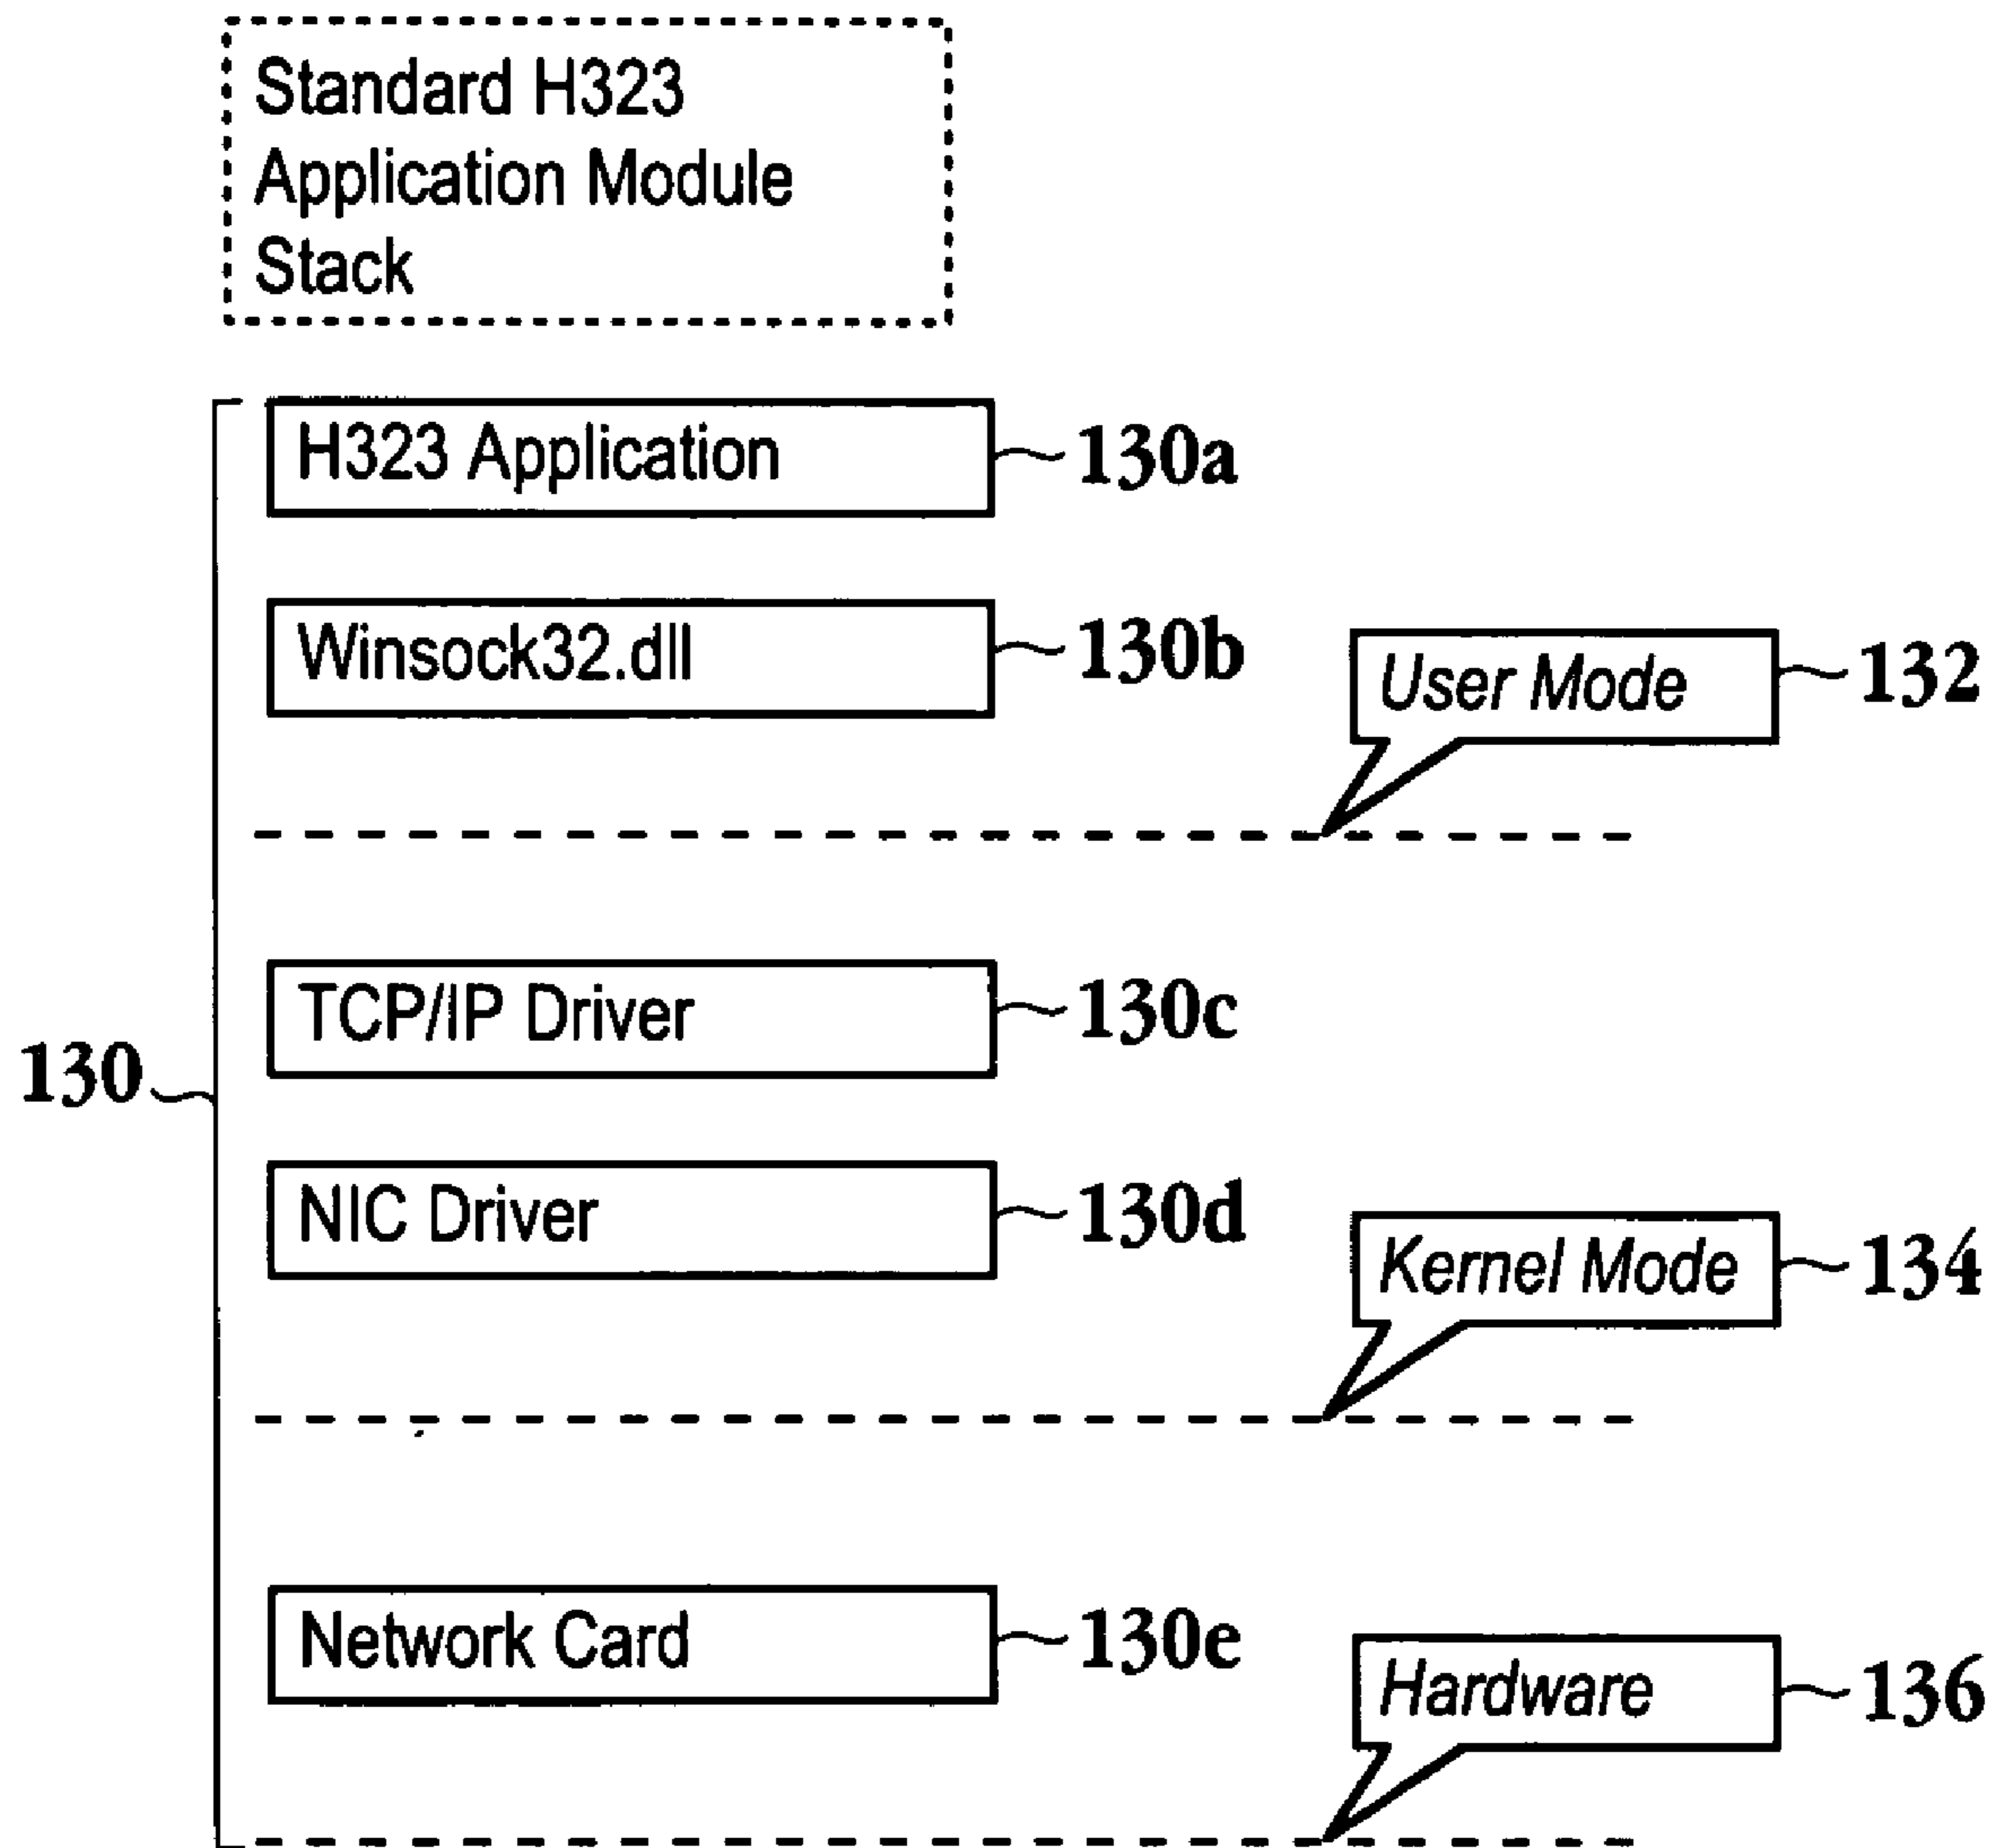 Standard H323
Application Module
Stack
H323 Application
130a
Winsock32.dll
130b
User Mode
132
TCP/IP Driver
130c
130
NIC Driver
130d
Kernel Mode
134
Network Card
130e
Hardware
136